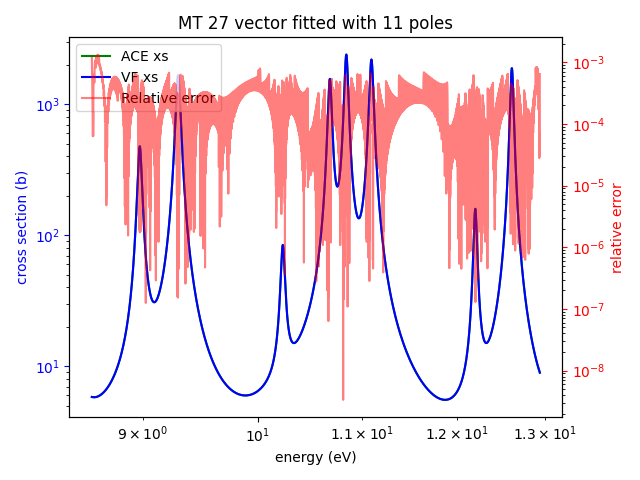 MT 27 vector fitted with 11 poles
ACE xs
VF xs
Relative error
cross section (b)
10³
10²
10¹
relative error
10⁻³
10⁻⁴
10⁻⁵
10⁻⁶
10⁻⁷
10⁻⁸
9 × 10⁰
10¹
1.1 × 10¹
1.2 × 10¹
1.3 × 10¹
energy (eV)